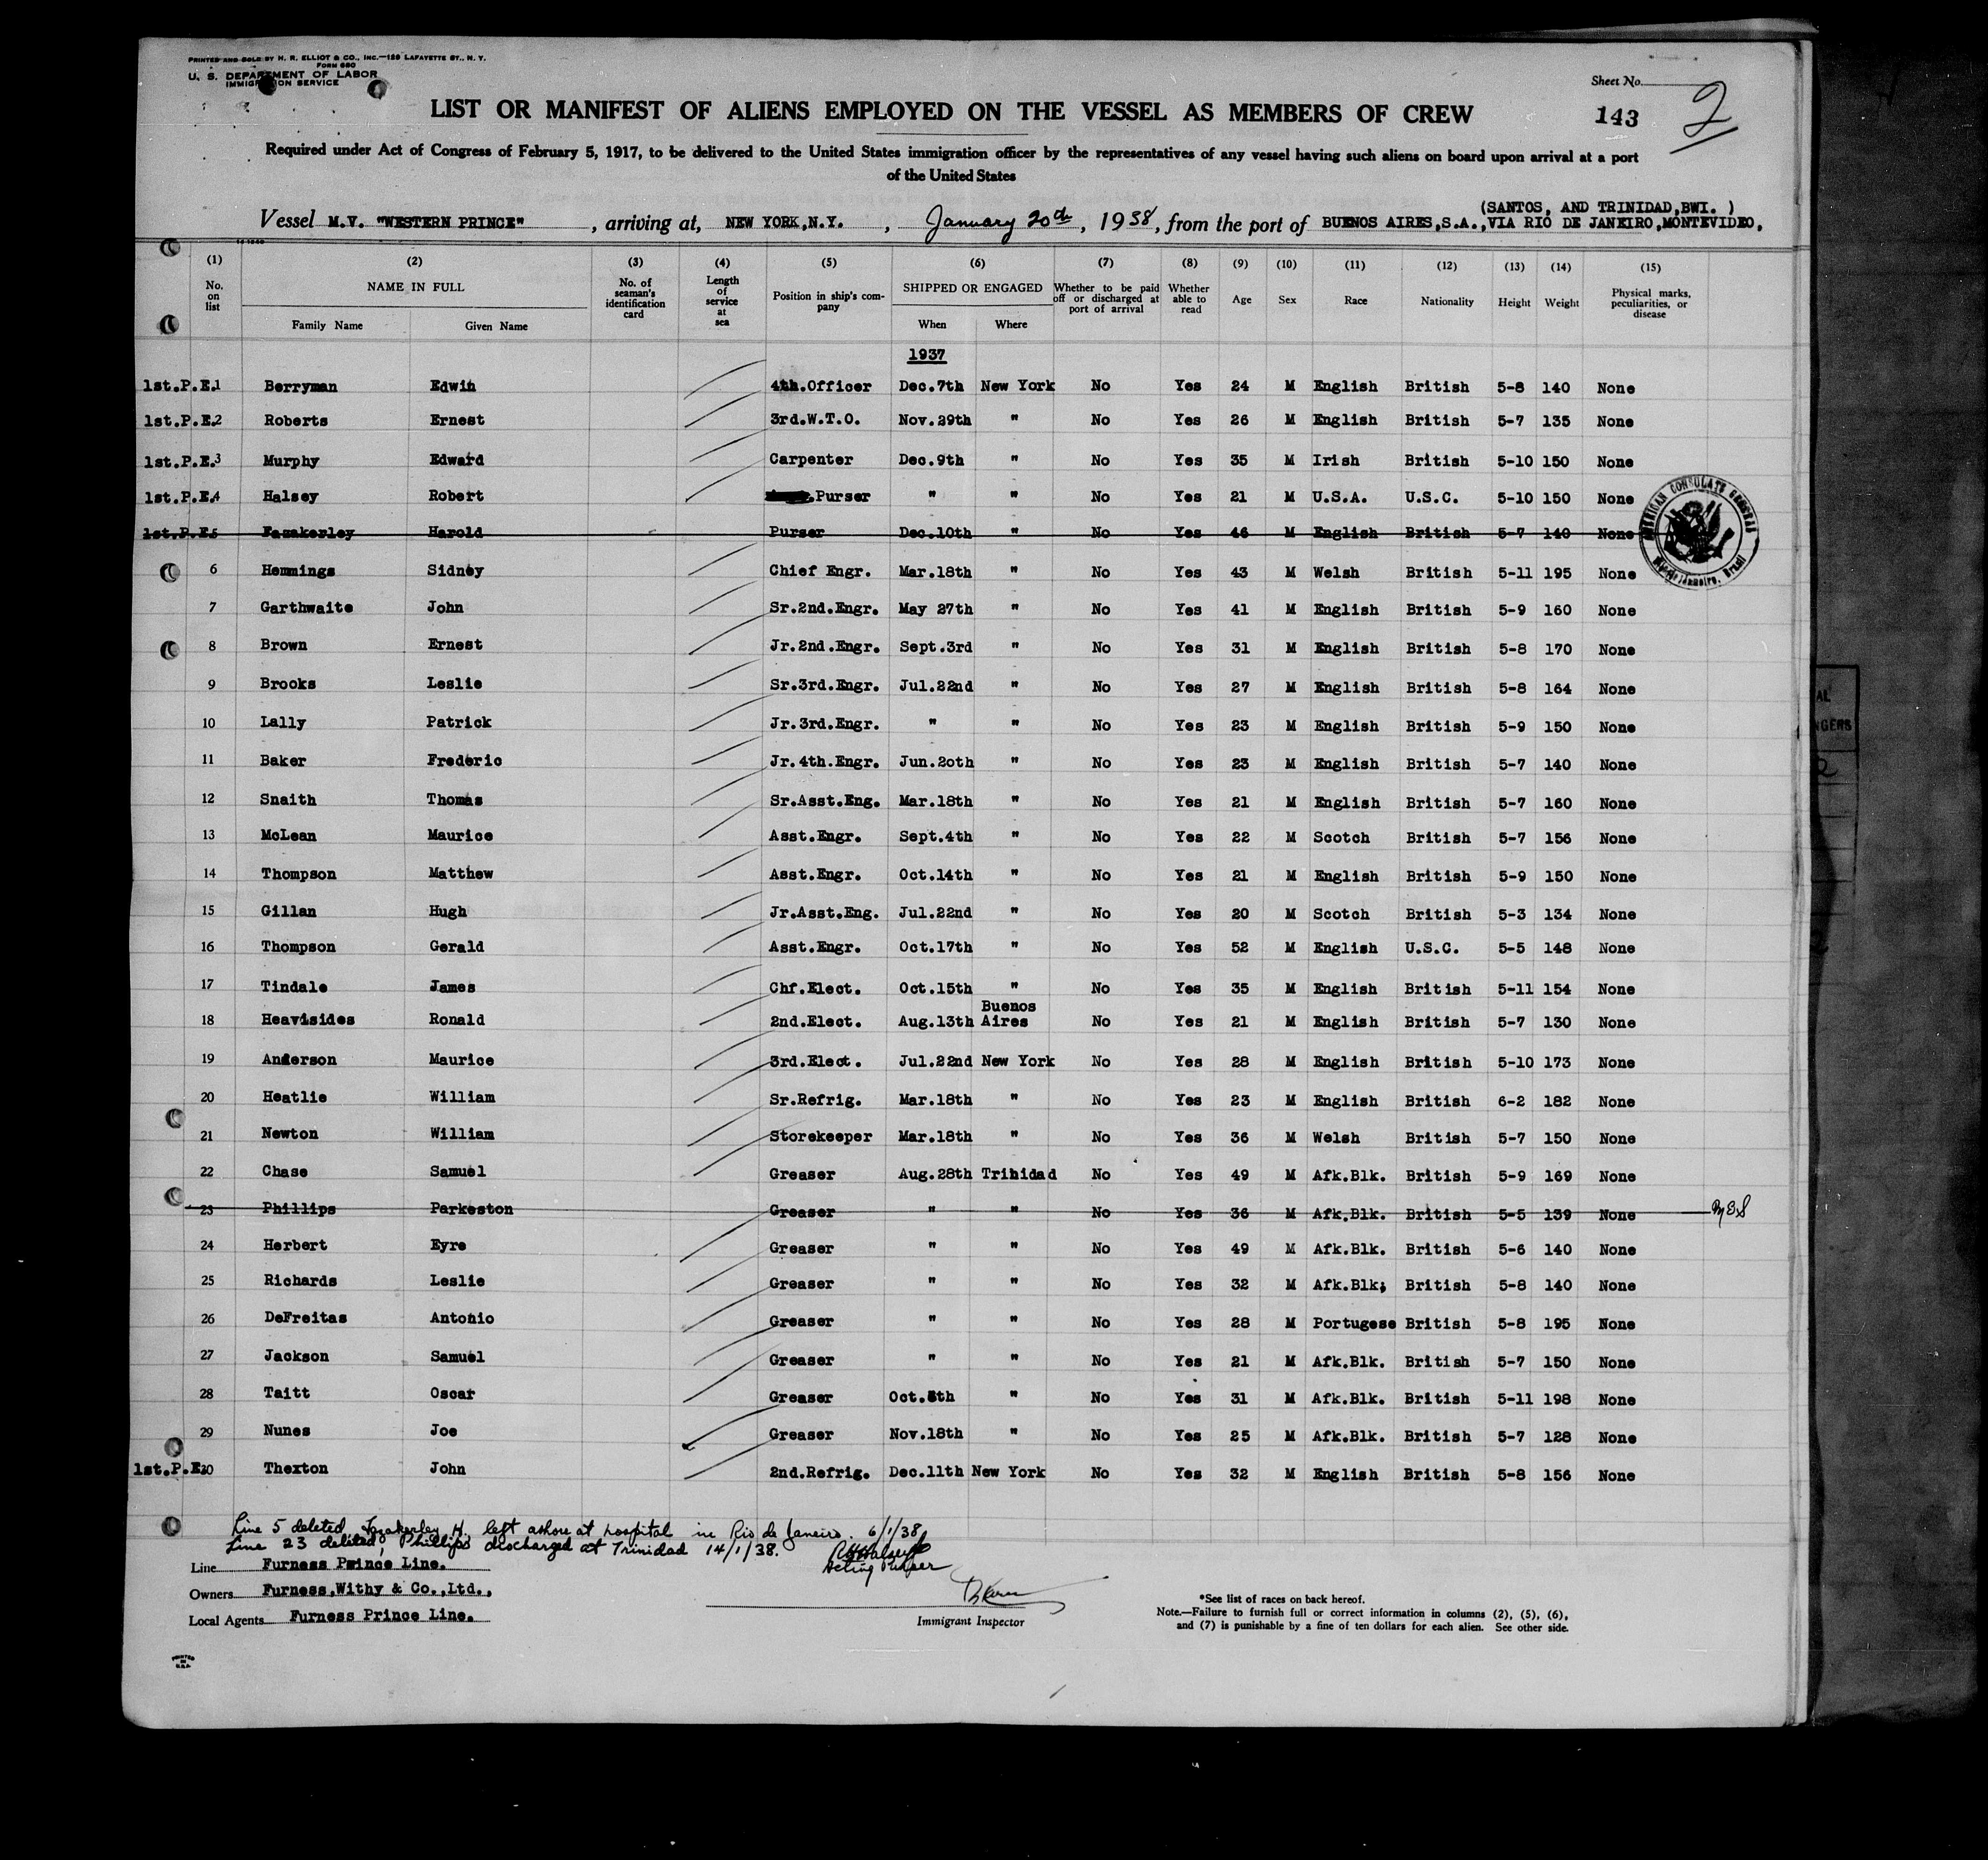 PRINTED AND SOLD BY H. R. ELLIOT & CO., INC.—129 LAFAYETTE ST., N. Y.
FORM 680
U. S. DEPARTMENT OF LABOR
IMMIGRATION SERVICE
Sheet No.
143 2
LIST OR MANIFEST OF ALIENS EMPLOYED ON THE VESSEL AS MEMBERS OF CREW
Required under Act of Congress of February 5, 1917, to be delivered to the United States immigration officer by the representatives of any vessel having such aliens on board upon arrival at a port
of the United States
(SANTOS, AND TRINIDAD,BWI. )
Vessel M.V. "WESTERN PRINCE" , arriving at, NEW YORK,N.Y. , January 20th , 1938, from the port of BUENOS AIRES,S.A.,VIA RIO DE JANEIRO,MONTEVIDEO,
(1) (2) (3) (4) (5) (6) (7) (8) (9) (10) (11) (12) (13) (14) (15)
No. on list NAME IN FULL Family Name Given Name No. of seaman's identification card Length of service at sea Position in ship's company SHIPPED OR ENGAGED When Where Whether to be paid off or discharged at port of arrival Whether able to read Age Sex Race Nationality Height Weight Physical marks, peculiarities, or disease
1937
1st.P.E. 1 Berryman Edwin 4th.Officer Dec.7th New York No Yes 24 M English British 5-8 140 None
1st.P.E. 2 Roberts Ernest 3rd.W.T.O. Nov.29th " No Yes 26 M English British 5-7 135 None
1st.P.E. 3 Murphy Edward Carpenter Dec.9th " No Yes 35 M Irish British 5-10 150 None
1st.P.E. 4 Halsey Robert .Purser " " No Yes 21 M U.S.A. U.S.C. 5-10 150 None
1st.P.E. 5 Fazakerley Harold Purser Dec.10th " No Yes 46 M English British 5-7 140 None
AMERICAN CONSULATE GENERAL
Rio de Janeiro, Brazil
6 Hemmings Sidney Chief Engr. Mar.18th " No Yes 43 M Welsh British 5-11 195 None
7 Garthwaite John Sr.2nd.Engr. May 27th " No Yes 41 M English British 5-9 160 None
8 Brown Ernest Jr.2nd.Engr. Sept.3rd " No Yes 31 M English British 5-8 170 None
9 Brooks Leslie Sr.3rd.Engr. Jul.22nd " No Yes 27 M English British 5-8 164 None
10 Lally Patrick Jr.3rd.Engr. " " No Yes 23 M English British 5-9 150 None
11 Baker Frederic Jr.4th.Engr. Jun.2oth " No Yes 23 M English British 5-7 140 None
12 Snaith Thomas Sr.Asst.Eng. Mar.18th " No Yes 21 M English British 5-7 160 None
13 McLean Maurice Asst.Engr. Sept.4th " No Yes 22 M Scotch British 5-7 156 None
14 Thompson Matthew Asst.Engr. Oct.14th " No Yes 21 M English British 5-9 150 None
15 Gillan Hugh Jr.Asst.Eng. Jul.22nd " No Yes 20 M Scotch British 5-3 134 None
16 Thompson Gerald Asst.Engr. Oct.17th " No Yes 52 M English U.S.C. 5-5 148 None
17 Tindale James Chf.Elect. Oct.15th " No Yes 35 M English British 5-11 154 None
18 Heavisides Ronald 2nd.Elect. Aug.13th Buenos Aires No Yes 21 M English British 5-7 130 None
19 Anderson Maurice 3rd.Elect. Jul.22nd New York No Yes 28 M English British 5-10 173 None
20 Heatlie William Sr.Refrig. Mar.18th " No Yes 23 M English British 6-2 182 None
21 Newton William Storekeeper Mar.18th " No Yes 36 M Welsh British 5-7 150 None
22 Chase Samuel Greaser Aug.28th Trinidad No Yes 49 M Afk.Blk. British 5-9 169 None
23 Phillips Parkeston Greaser " " No Yes 36 M Afk.Blk. British 5-5 139 None
24 Herbert Eyre Greaser " " No Yes 49 M Afk.Blk. British 5-6 140 None
25 Richards Leslie Greaser " " No Yes 32 M Afk.Blk; British 5-8 140 None
26 DeFreitas Antonio Greaser " " No Yes 28 M Portugese British 5-8 195 None
27 Jackson Samuel Greaser " " No Yes 21 M Afk.Blk. British 5-7 150 None
28 Taitt Oscar Greaser Oct.8th " No Yes 31 M Afk.Blk. British 5-11 198 None
29 Nunes Joe Greaser Nov.18th " No Yes 25 M Afk.Blk. British 5-7 128 None
1st.P.E. 30 Thexton John 2nd.Refrig. Dec.11th New York No Yes 32 M English British 5-8 156 None
Line 5 deleted, Fazakerley H. left ashore at hospital in Rio de Janeiro. 6/1/38
Line 23 deleted, Phillips discharged at Trinidad 14/1/38.
Acting Purser
Line Furness Prince Line.
Owners Furness,Withy & Co.,Ltd.,
Local Agents Furness Prince Line.
Immigrant Inspector
*See list of races on back hereof.
Note.—Failure to furnish full or correct information in columns (2), (5), (6),
and (7) is punishable by a fine of ten dollars for each alien. See other side.
PRINTED
IN
U.S.A.